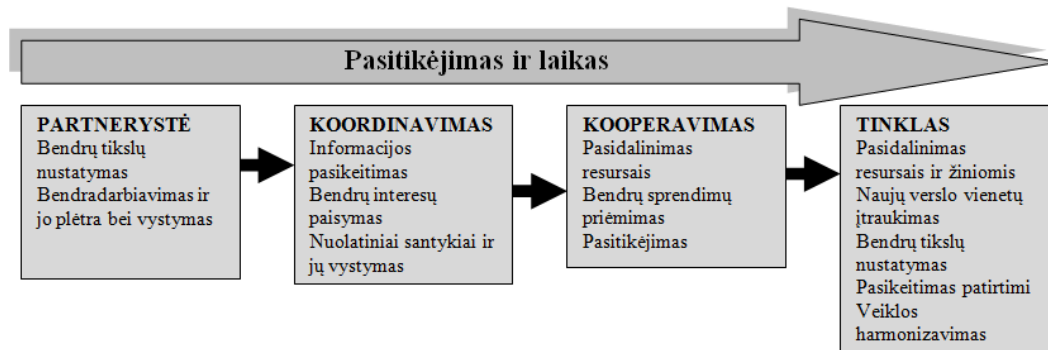 Pasitikėjimas ir laikas
PARTNERYSTĖ
Bendrų tikslų
nustatymas
Bendradarbiavimas ir
jo plėtra bei vystymas
KOORDINAVIMAS
Informacijos
pasikeitimas
Bendrų interesų
paisymas
Nuolatiniai santykiai ir
jų vystymas
KOOPERAVIMAS
Pasidalinimas
resursais
Bendrų sprendimų
priėmimas
Pasitikėjimas
TINKLAS
Pasidalinimas
resursais ir žiniomis
Naujų verslo vienetų
įtraukimas
Bendrų tikslų
nustatymas
Pasikeitimas patirtimi
Veiklos
harmonizavimas